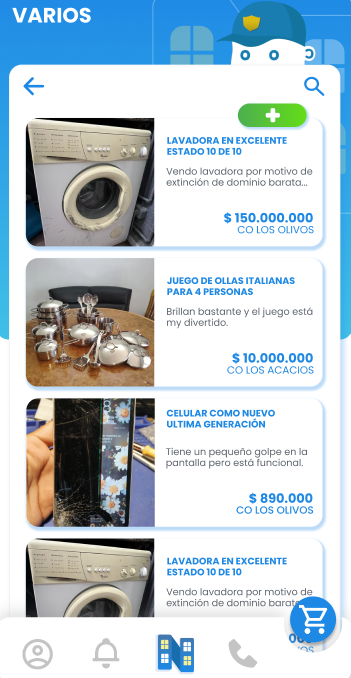 VARIOS
LAVADORA EN EXCELENTE
ESTADO 10 DE 10
Vendo lavadora por motivo de
extinción de dominio barata...
$ 150.000.000
CO LOS OLIVOS
JUEGO DE OLLAS ITALIANAS
PARA 4 PERSONAS
Brillan bastante y el juego está
my divertido.
$ 10.000.000
CO LOS ACACIOS
CELULAR COMO NUEVO
ULTIMA GENERACIÓN
Tiene un pequeño golpe en la
pantalla pero está funcional.
$ 890.000
CO LOS OLIVOS
LAVADORA EN EXCELENTE
ESTADO 10 DE 10
Vendo lavadora por motivo de
extinción de dominio